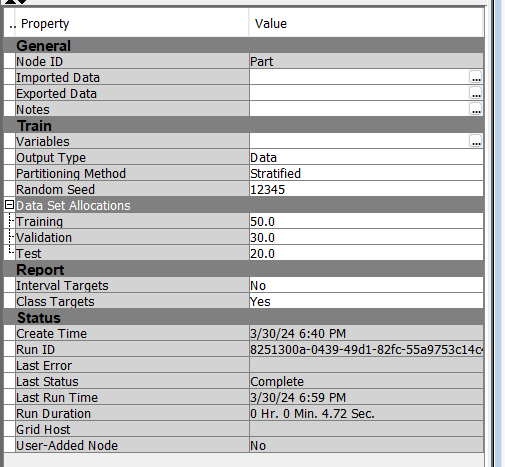 .. Property Value
General
Node ID Part
Imported Data ...
Exported Data ...
Notes ...
Train
Variables ...
Output Type Data
Partitioning Method Stratified
Random Seed 12345
Data Set Allocations
Training 50.0
Validation 30.0
Test 20.0
Report
Interval Targets No
Class Targets Yes
Status
Create Time 3/30/24 6:40 PM
Run ID 8251300a-0439-49d1-82fc-55a9753c14c
Last Error
Last Status Complete
Last Run Time 3/30/24 6:59 PM
Run Duration 0 Hr. 0 Min. 4.72 Sec.
Grid Host
User-Added Node No